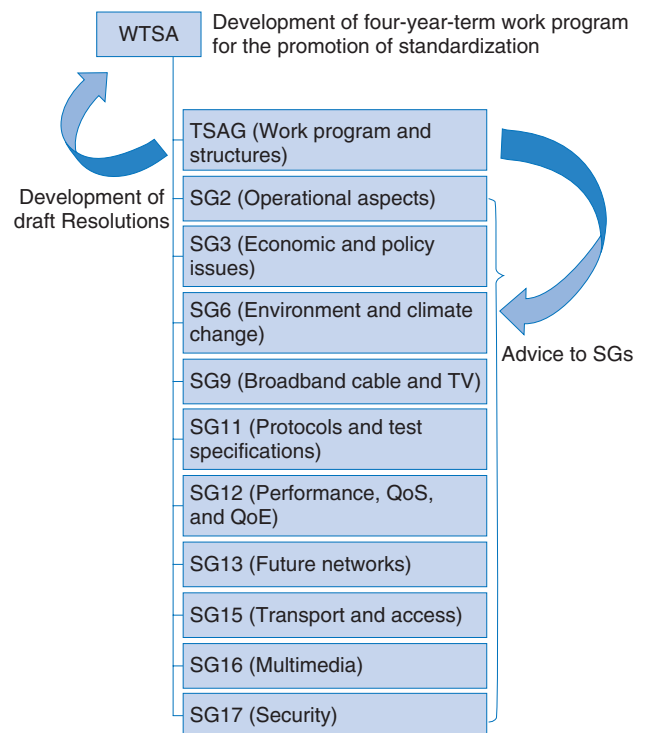 WTSA
Development of four-year-term work program
for the promotion of standardization
TSAG (Work program and
structures)
Development of
draft Resolutions
SG2 (Operational aspects)
SG3 (Economic and policy
issues)
SG6 (Environment and climate
change)
Advice to SGs
SG9 (Broadband cable and TV)
SG11 (Protocols and test
specifications)
SG12 (Performance, QoS,
and QoE)
SG13 (Future networks)
SG15 (Transport and access)
SG16 (Multimedia)
SG17 (Security)